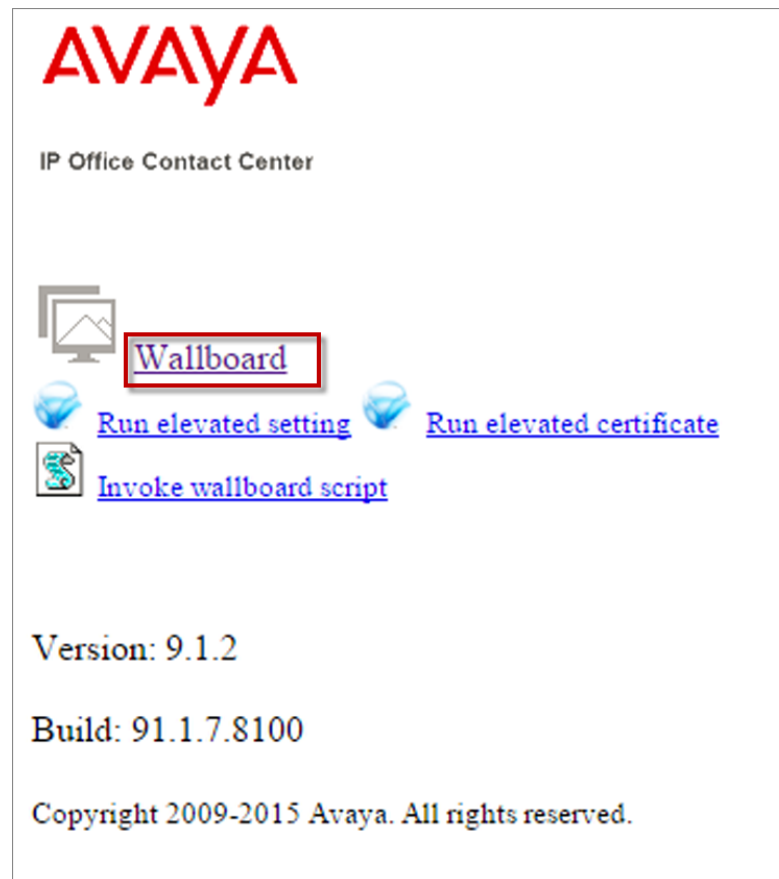 AVAYA
IP Office Contact Center
Wallboard
Run elevated setting Run elevated certificate
Invoke wallboard script
Version: 9.1.2
Build: 91.1.7.8100
Copyright 2009-2015 Avaya. All rights reserved.